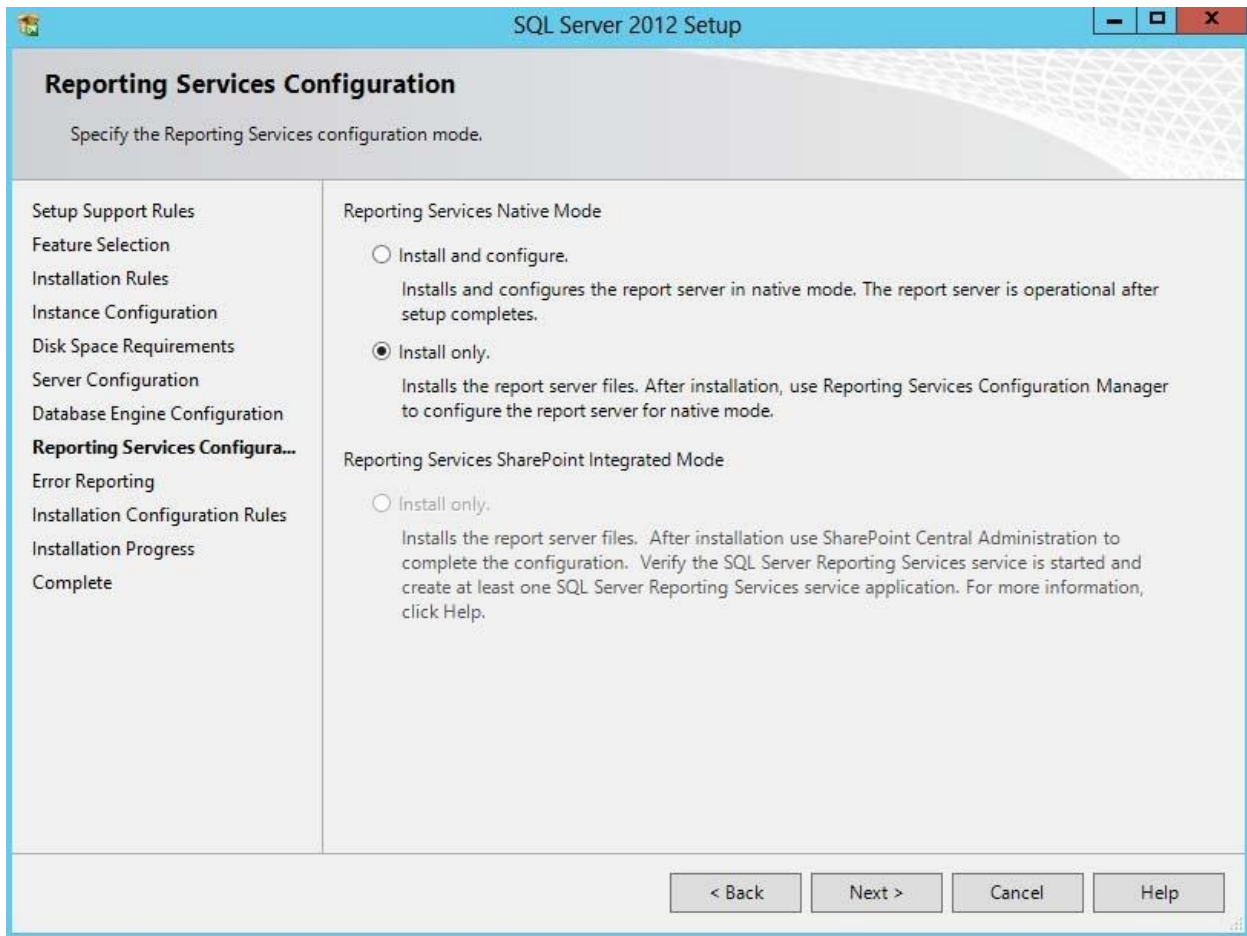 SQL Server 2012 Setup
Reporting Services Configuration
Specify the Reporting Services configuration mode.
Setup Support Rules
Feature Selection
Installation Rules
Instance Configuration
Disk Space Requirements
Server Configuration
Database Engine Configuration
Reporting Services Configura...
Error Reporting
Installation Configuration Rules
Installation Progress
Complete
Reporting Services Native Mode
Install and configure.
Installs and configures the report server in native mode. The report server is operational after
setup completes.
Install only.
Installs the report server files. After installation, use Reporting Services Configuration Manager
to configure the report server for native mode.
Reporting Services SharePoint Integrated Mode
Install only.
Installs the report server files. After installation use SharePoint Central Administration to
complete the configuration. Verify the SQL Server Reporting Services service is started and
create at least one SQL Server Reporting Services service application. For more information,
click Help.
< Back
Next >
Cancel
Help